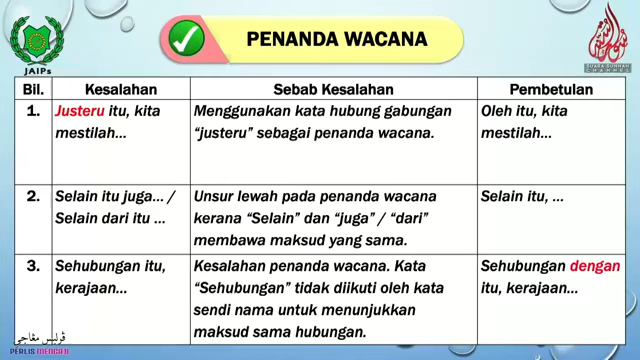 PENANDA WACANA
JAIPs
SUARA SUNNAH
CHANNEL
Bil. Kesalahan Sebab Kesalahan Pembetulan
1. Justeru itu, kita Menggunakan kata hubung gabungan Oleh itu, kita
mestilah... “justeru” sebagai penanda wacana. mestilah...
2. Selain itu juga... / Unsur lewah pada penanda wacana Selain itu, ...
Selain dari itu ... kerana “Selain” dan “juga” / “dari”
membawa maksud yang sama.
3. Sehubungan itu, Kesalahan penanda wacana. Kata Sehubungan dengan
kerajaan... “Sehubungan” tidak diikuti oleh kata itu, kerajaan...
sendi nama untuk menunjukkan
maksud sama hubungan.
ڤرليس مڠاجي
PERLIS MENGAJI